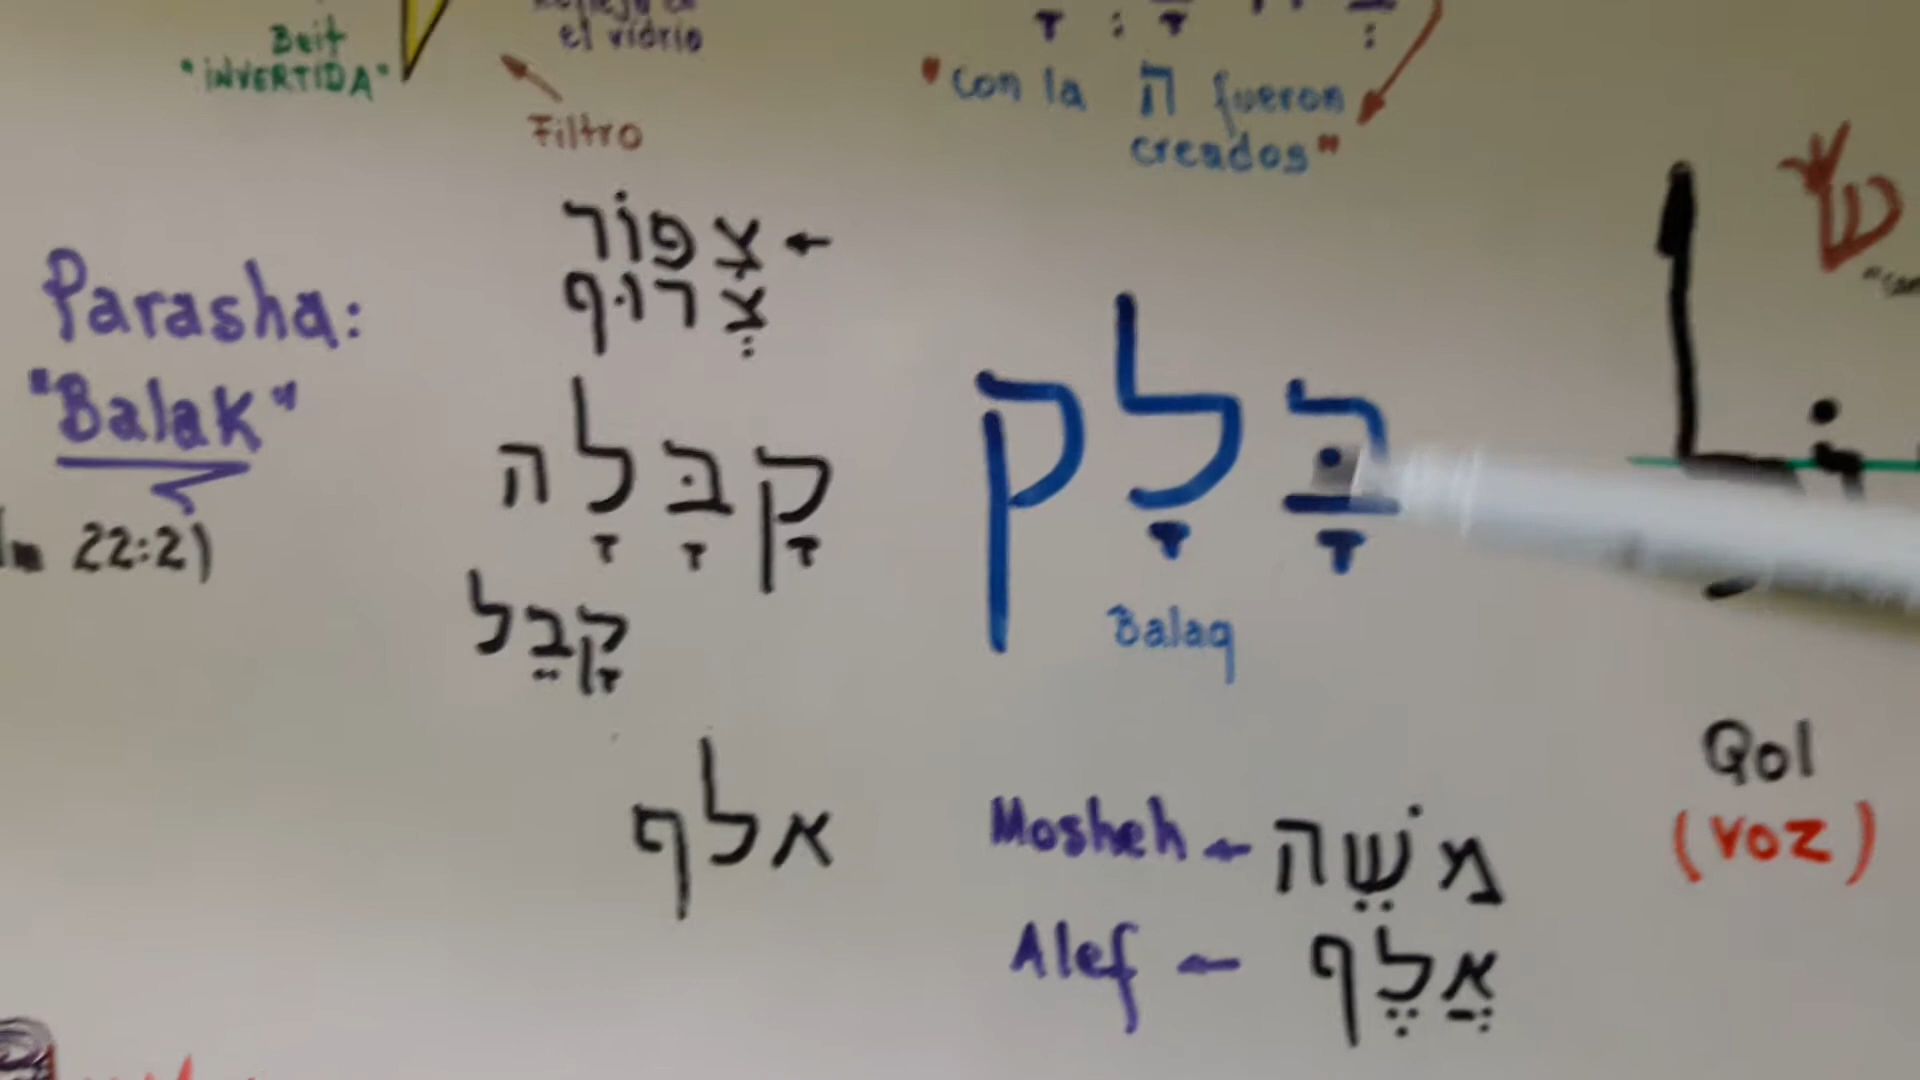 Beit
"INVERTIDA"
el vidrio
Filtro
"con la ה fueron
creados"
Parasha:
"Balak"
22:2)
צִפּוֹר ←
צֵרוּף
קַבָּלָה
קָבֵל
אלף
בָּלָק
Balaq
Mosheh ← מֹשֶׁה
Alef ← אֲלֶף
ש
Qol
(voz)